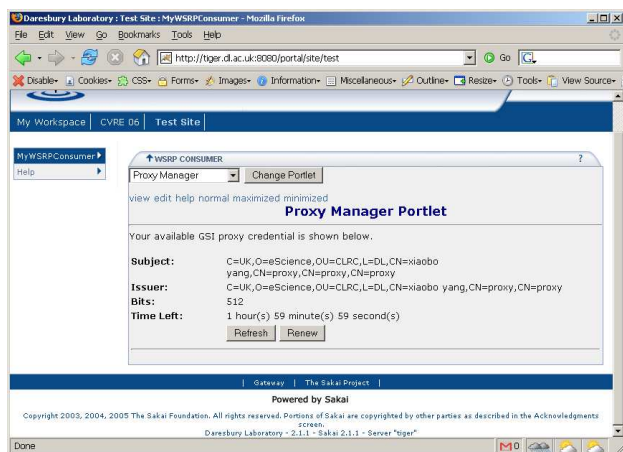 Daresbury Laboratory : Test Site : MyWSRPConsumer - Mozilla Firefox
File Edit View Go Bookmarks Tools Help
http://tiger.dl.ac.uk:8080/portal/site/test Go G
Disable Cookies CSS Forms Images Information Miscellaneous Outline Resize Tools View Source
My Workspace | CVRE 06 | Test Site |
MyWSRPConsumer
Help
WSRP CONSUMER ?
Proxy Manager Change Portlet
view edit help normal maximized minimized
Proxy Manager Portlet
Your available GSI proxy credential is shown below.
Subject: C=UK,O=eScience,OU=CLRC,L=DL,CN=xiaobo
yang,CN=proxy,CN=proxy,CN=proxy
Issuer: C=UK,O=eScience,OU=CLRC,L=DL,CN=xiaobo yang,CN=proxy,CN=proxy
Bits: 512
Time Left: 1 hour(s) 59 minute(s) 59 second(s)
Refresh Renew
| Gateway | The Sakai Project |
Powered by Sakai
Copyright 2003, 2004, 2005 The Sakai Foundation. All rights reserved. Portions of Sakai are copyrighted by other parties as described in the Acknowledgments
screen.
Daresbury Laboratory - 2.1.1 - Sakai 2.1.1 - Server "tiger"
Done M 0